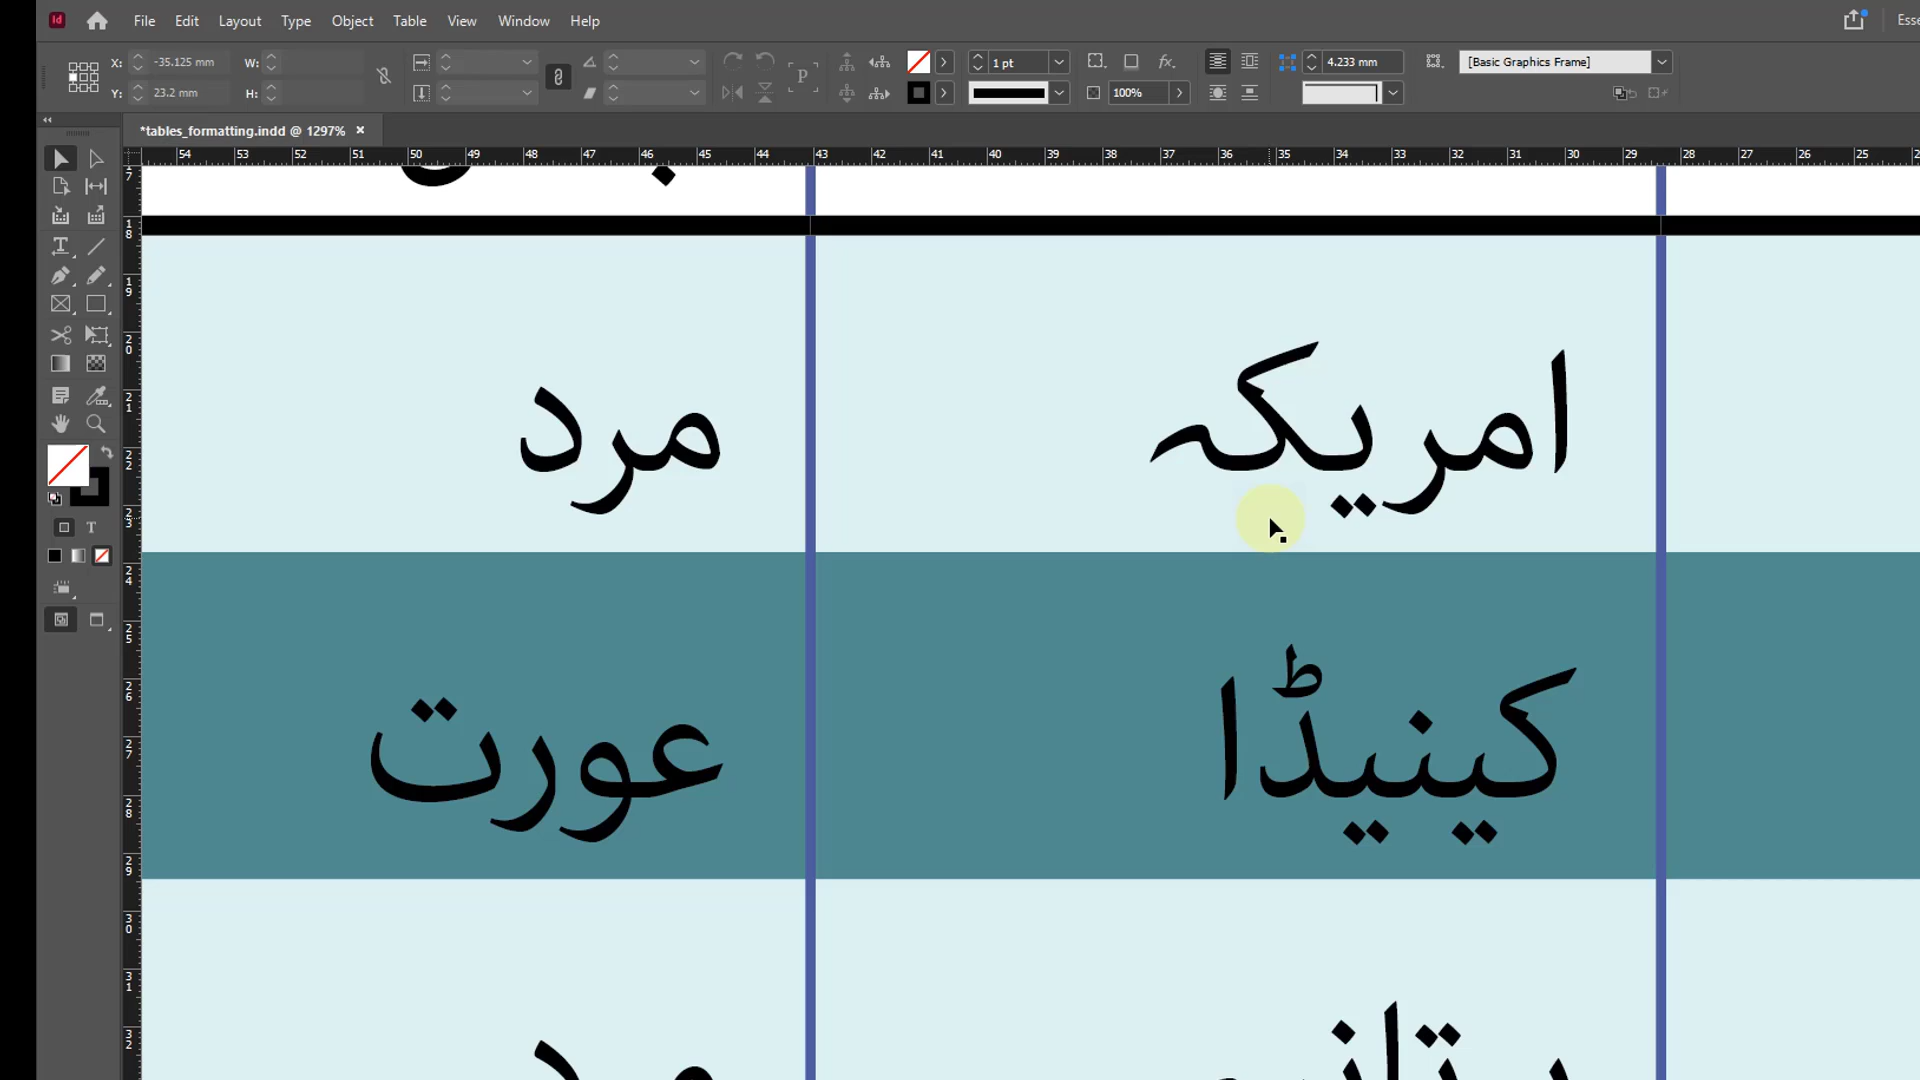 File Edit Layout Type Object Table View Window Help
Esse
X: -35.125 mm W: 1 pt 4.233 mm [Basic Graphics Frame]
Y: 23.2 mm H: 100%
*tables_formatting.indd @ 1297% ×
54 53 52 51 50 49 48 47 46 45 44 43 42 41 40 39 38 37 36 35 34 33 32 31 30 29 28 27 26 25
امریکہ مرد
کینیڈا عورت